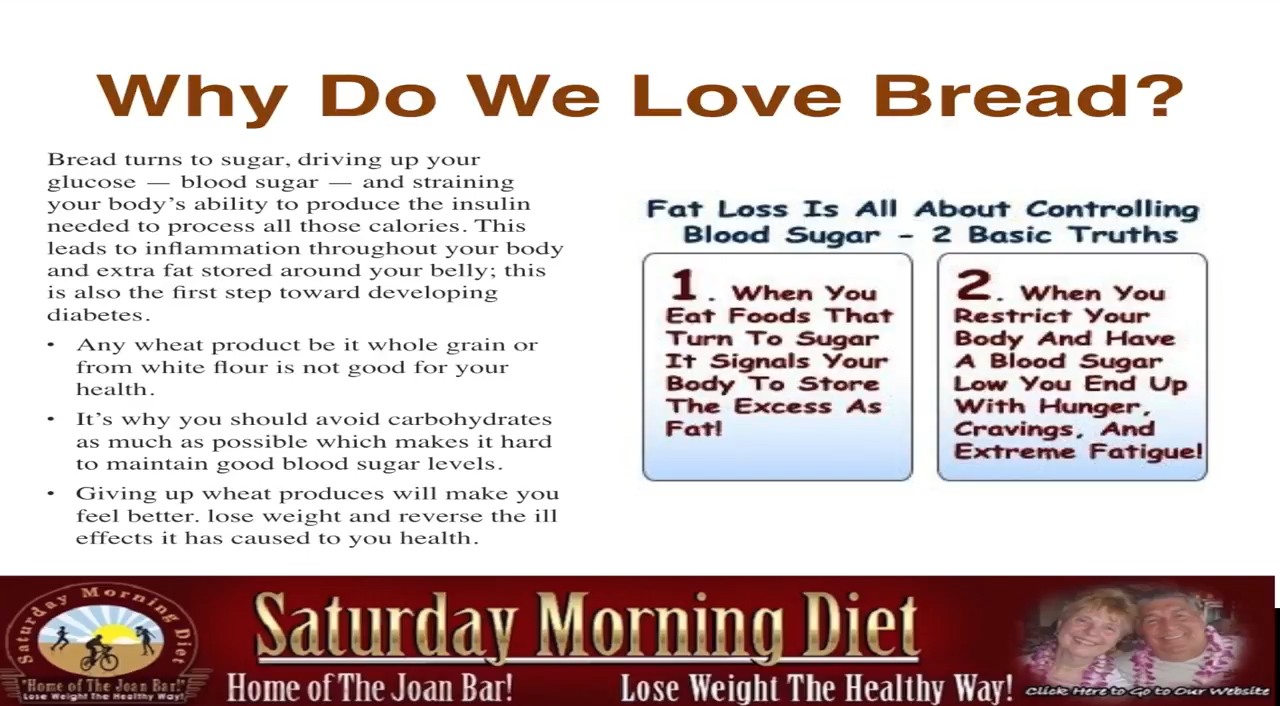 Why Do We Love Bread?
Bread turns to sugar, driving up your
glucose — blood sugar — and straining
your body's ability to produce the insulin
needed to process all those calories. This
leads to inflammation throughout your body
and extra fat stored around your belly; this
is also the first step toward developing
diabetes.
• Any wheat product be it whole grain or
from white flour is not good for your
health.
• It's why you should avoid carbohydrates
as much as possible which makes it hard
to maintain good blood sugar levels.
• Giving up wheat produces will make you
feel better. lose weight and reverse the ill
effects it has caused to you health.
Fat Loss Is All About Controlling
Blood Sugar - 2 Basic Truths
1. When You
Eat Foods That
Turn To Sugar
It Signals Your
Body To Store
The Excess As
Fat!
2. When You
Restrict Your
Body And Have
A Blood Sugar
Low You End Up
With Hunger,
Cravings, And
Extreme Fatigue!
Saturday Morning Diet
"Home of The Joan Bar!"
Lose Weight The Healthy Way!
Saturday Morning Diet
Home of The Joan Bar!
Lose Weight The Healthy Way!
Click Here to Go to Our Website